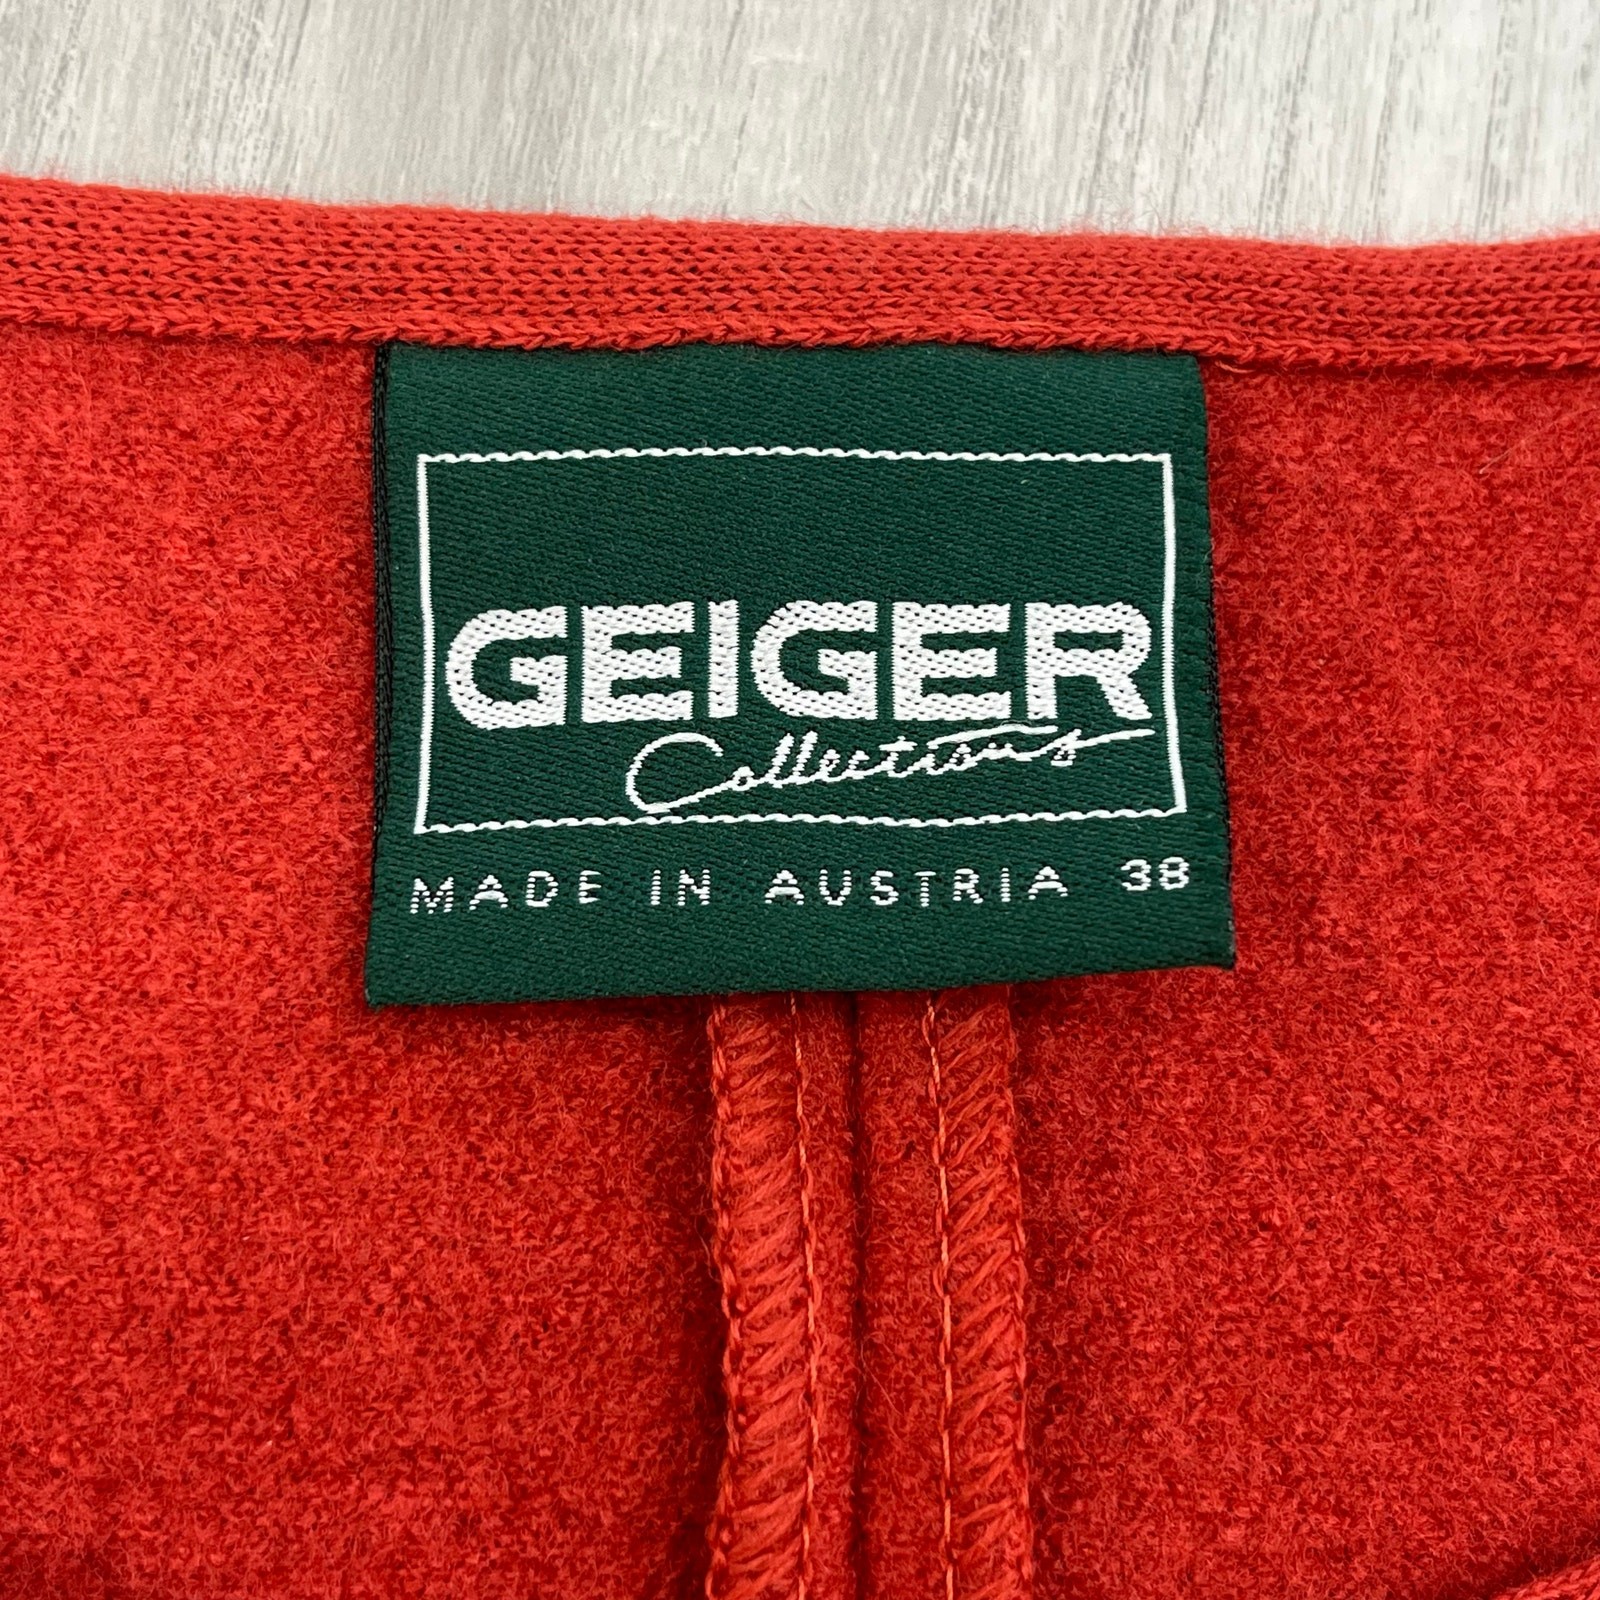 GEIGER
Collections
MADE IN AUSTRIA 38